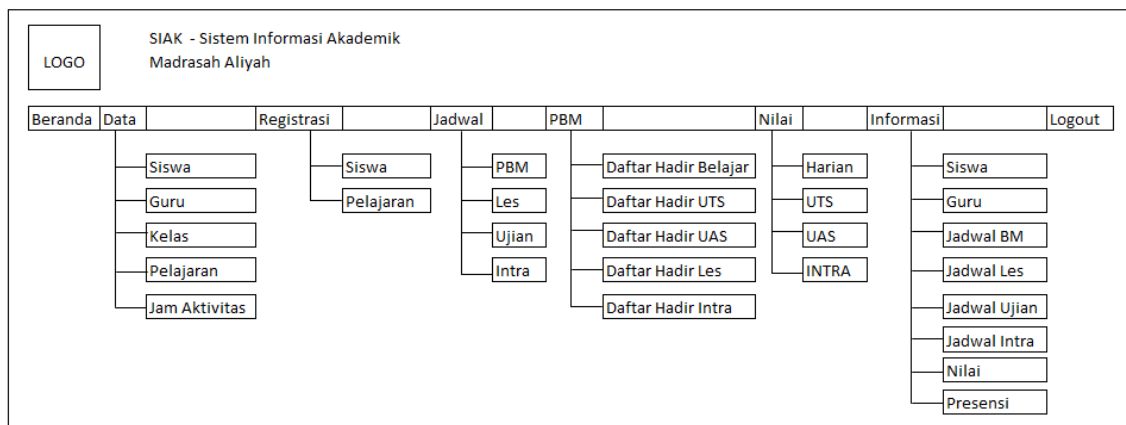 LOGO
SIAK - Sistem Informasi Akademik
Madrasah Aliyah
Beranda Data Registrasi Jadwal PBM Nilai Informasi Logout
Siswa Siswa PBM Daftar Hadir Belajar Harian Siswa
Guru Pelajaran Les Daftar Hadir UTS UTS Guru
Kelas Ujian Daftar Hadir UAS UAS Jadwal BM
Pelajaran Intra Daftar Hadir Les INTRA Jadwal Les
Jam Aktivitas Daftar Hadir Intra Jadwal Ujian
Jadwal Intra
Nilai
Presensi